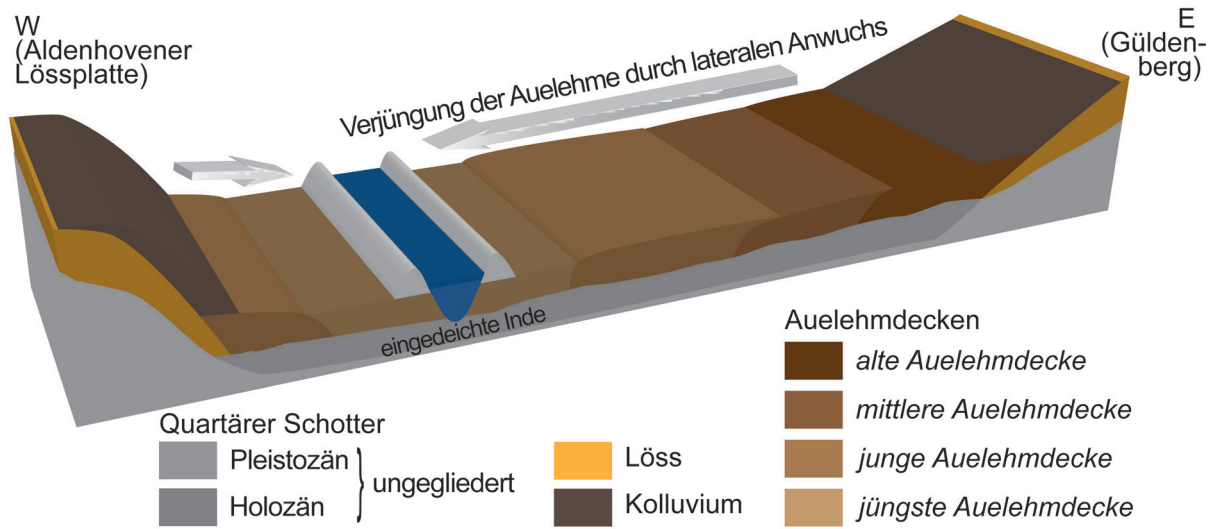 W
(Aldenhovener
Lössplatte)
E
(Gülden-
berg)
Verjüngung der Auelehme durch lateralen Anwuchs
eingedeichte Inde
Quartärer Schotter
Pleistozän
Holozän
ungegliedert
Löss
Kolluvium
Auelehmdecken
alte Auelehmdecke
mittlere Auelehmdecke
junge Auelehmdecke
jüngste Auelehmdecke